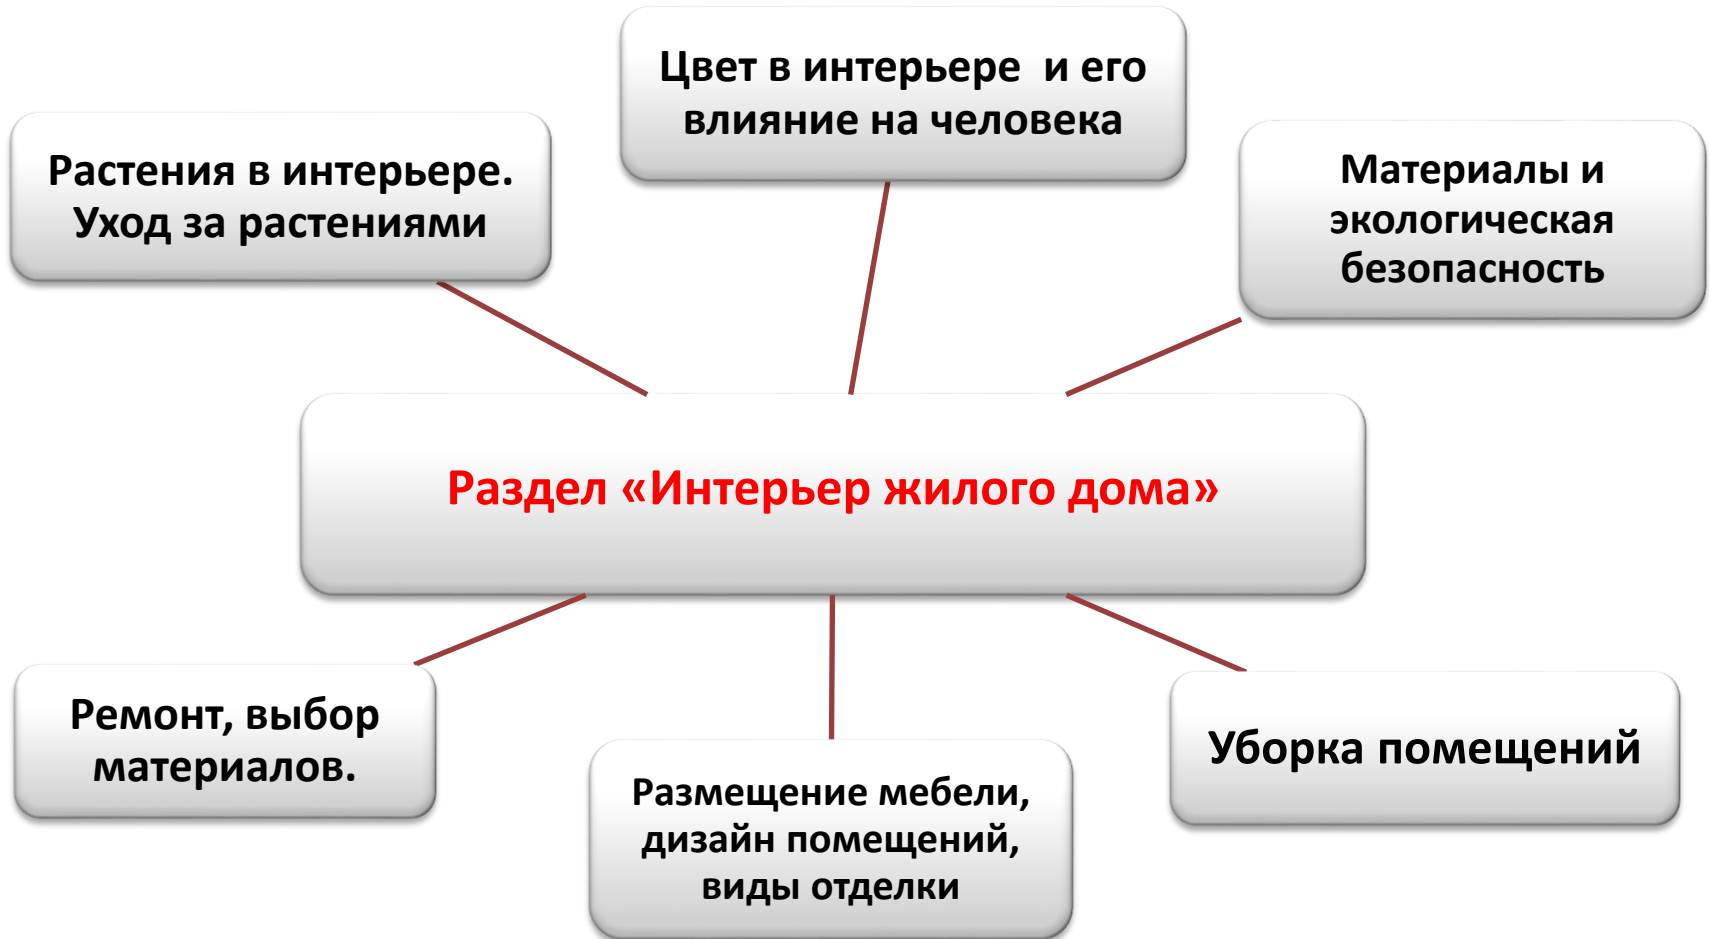 Цвет в интерьере и его
влияние на человека
Растения в интерьере.
Уход за растениями
Материалы и
экологическая
безопасность
Раздел «Интерьер жилого дома»
Ремонт, выбор
материалов.
Размещение мебели,
дизайн помещений,
виды отделки
Уборка помещений